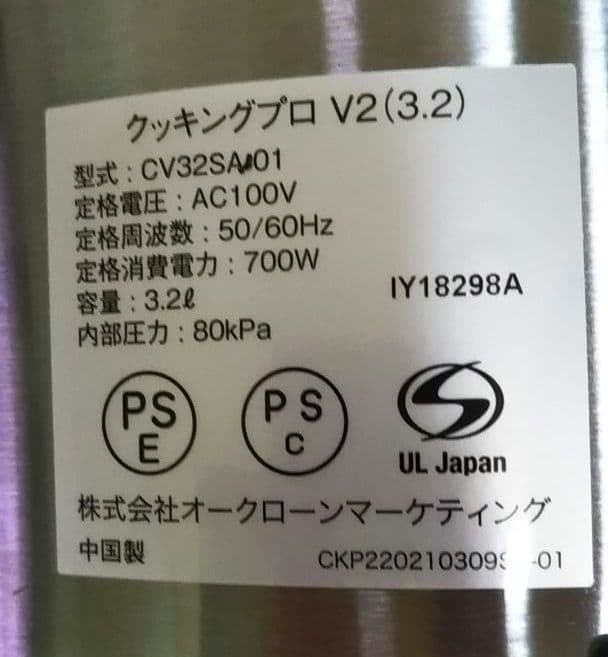 クッキングプロ V2(3.2)
型式 : CV32SA 01
定格電圧 : AC100V
定格周波数 : 50/60Hz
定格消費電力 : 700W
容量 : 3.2ℓ
内部圧力 : 80kPa
IY18298A
PS
E
PS
C
S
UL Japan
株式会社オークローンマーケティング
中国製